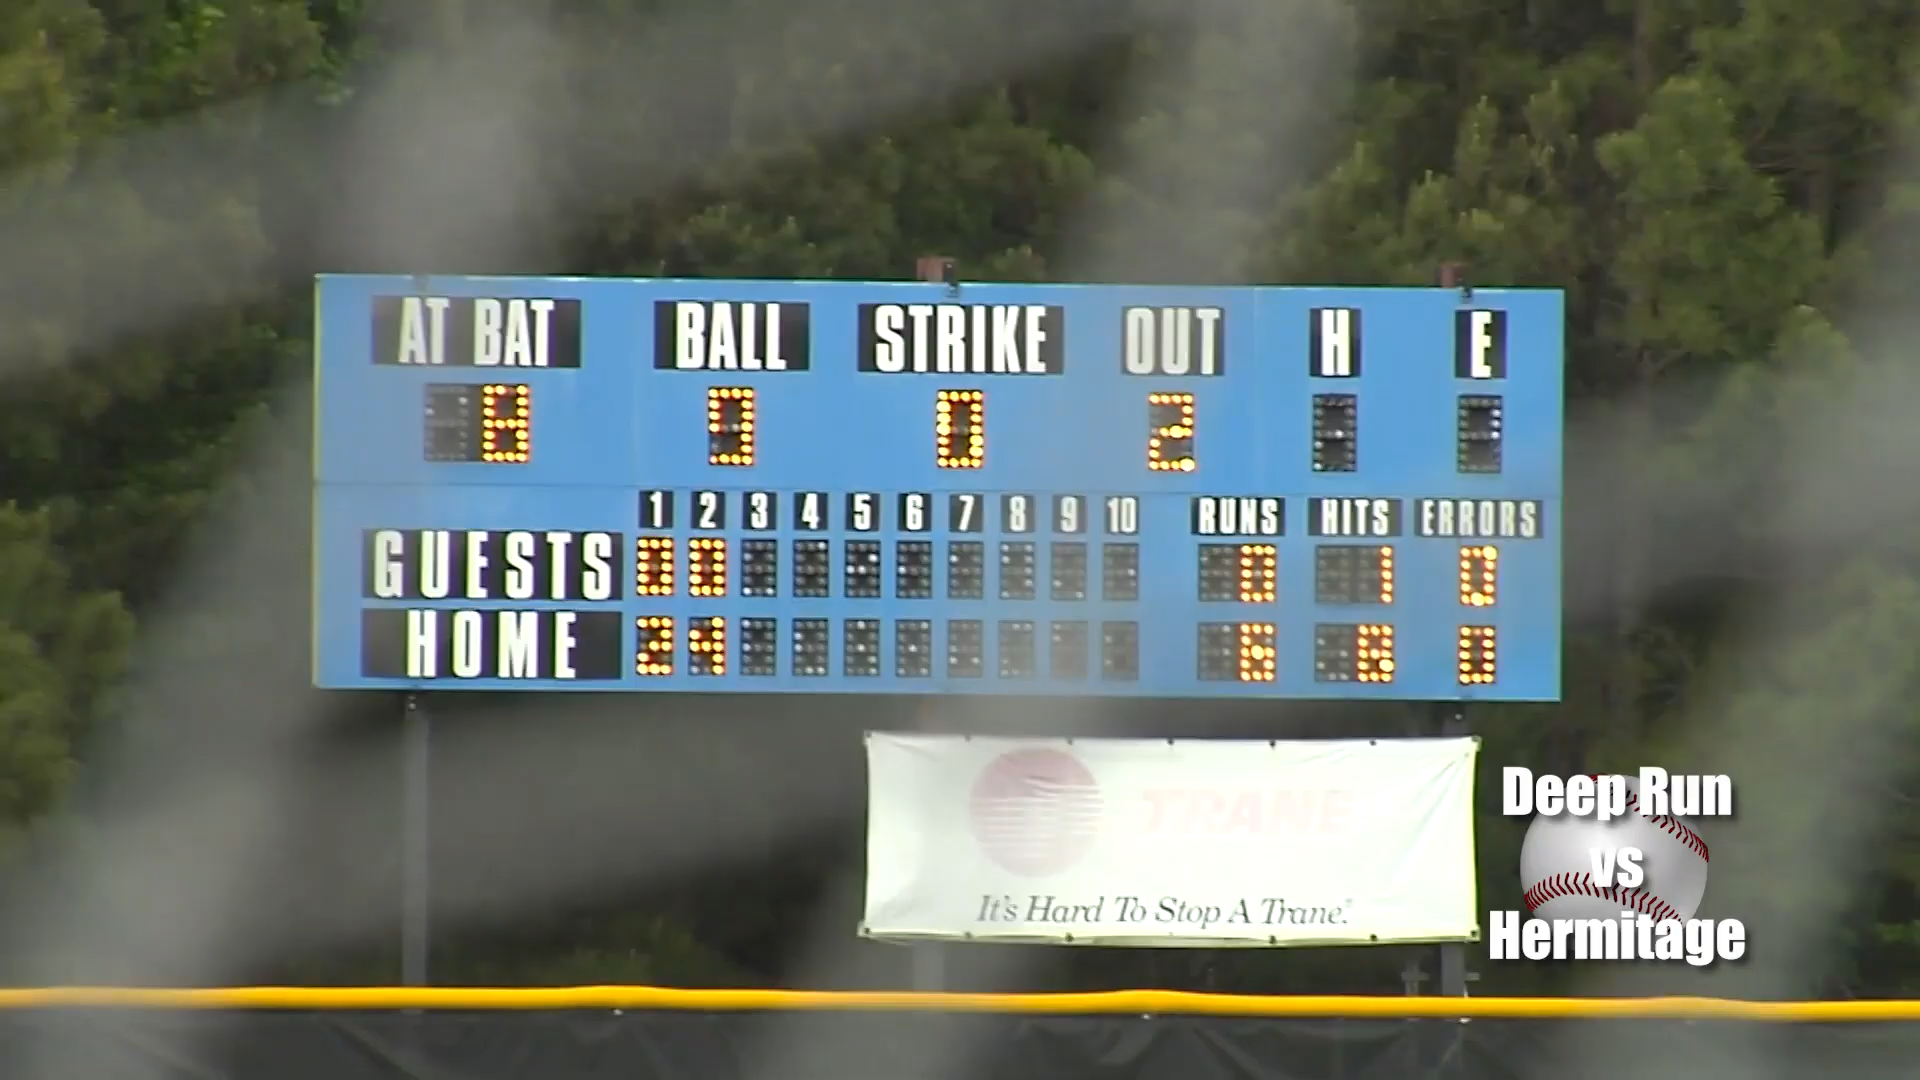 AT BAT BALL STRIKE OUT H E
8 9 0 2
1 2 3 4 5 6 7 8 9 10 RUNS HITS ERRORS
GUESTS 0 0 0 1 0
HOME 2 4 6 8 0
TRANE
It's Hard To Stop A Trane.®
Deep Run
vs
Hermitage